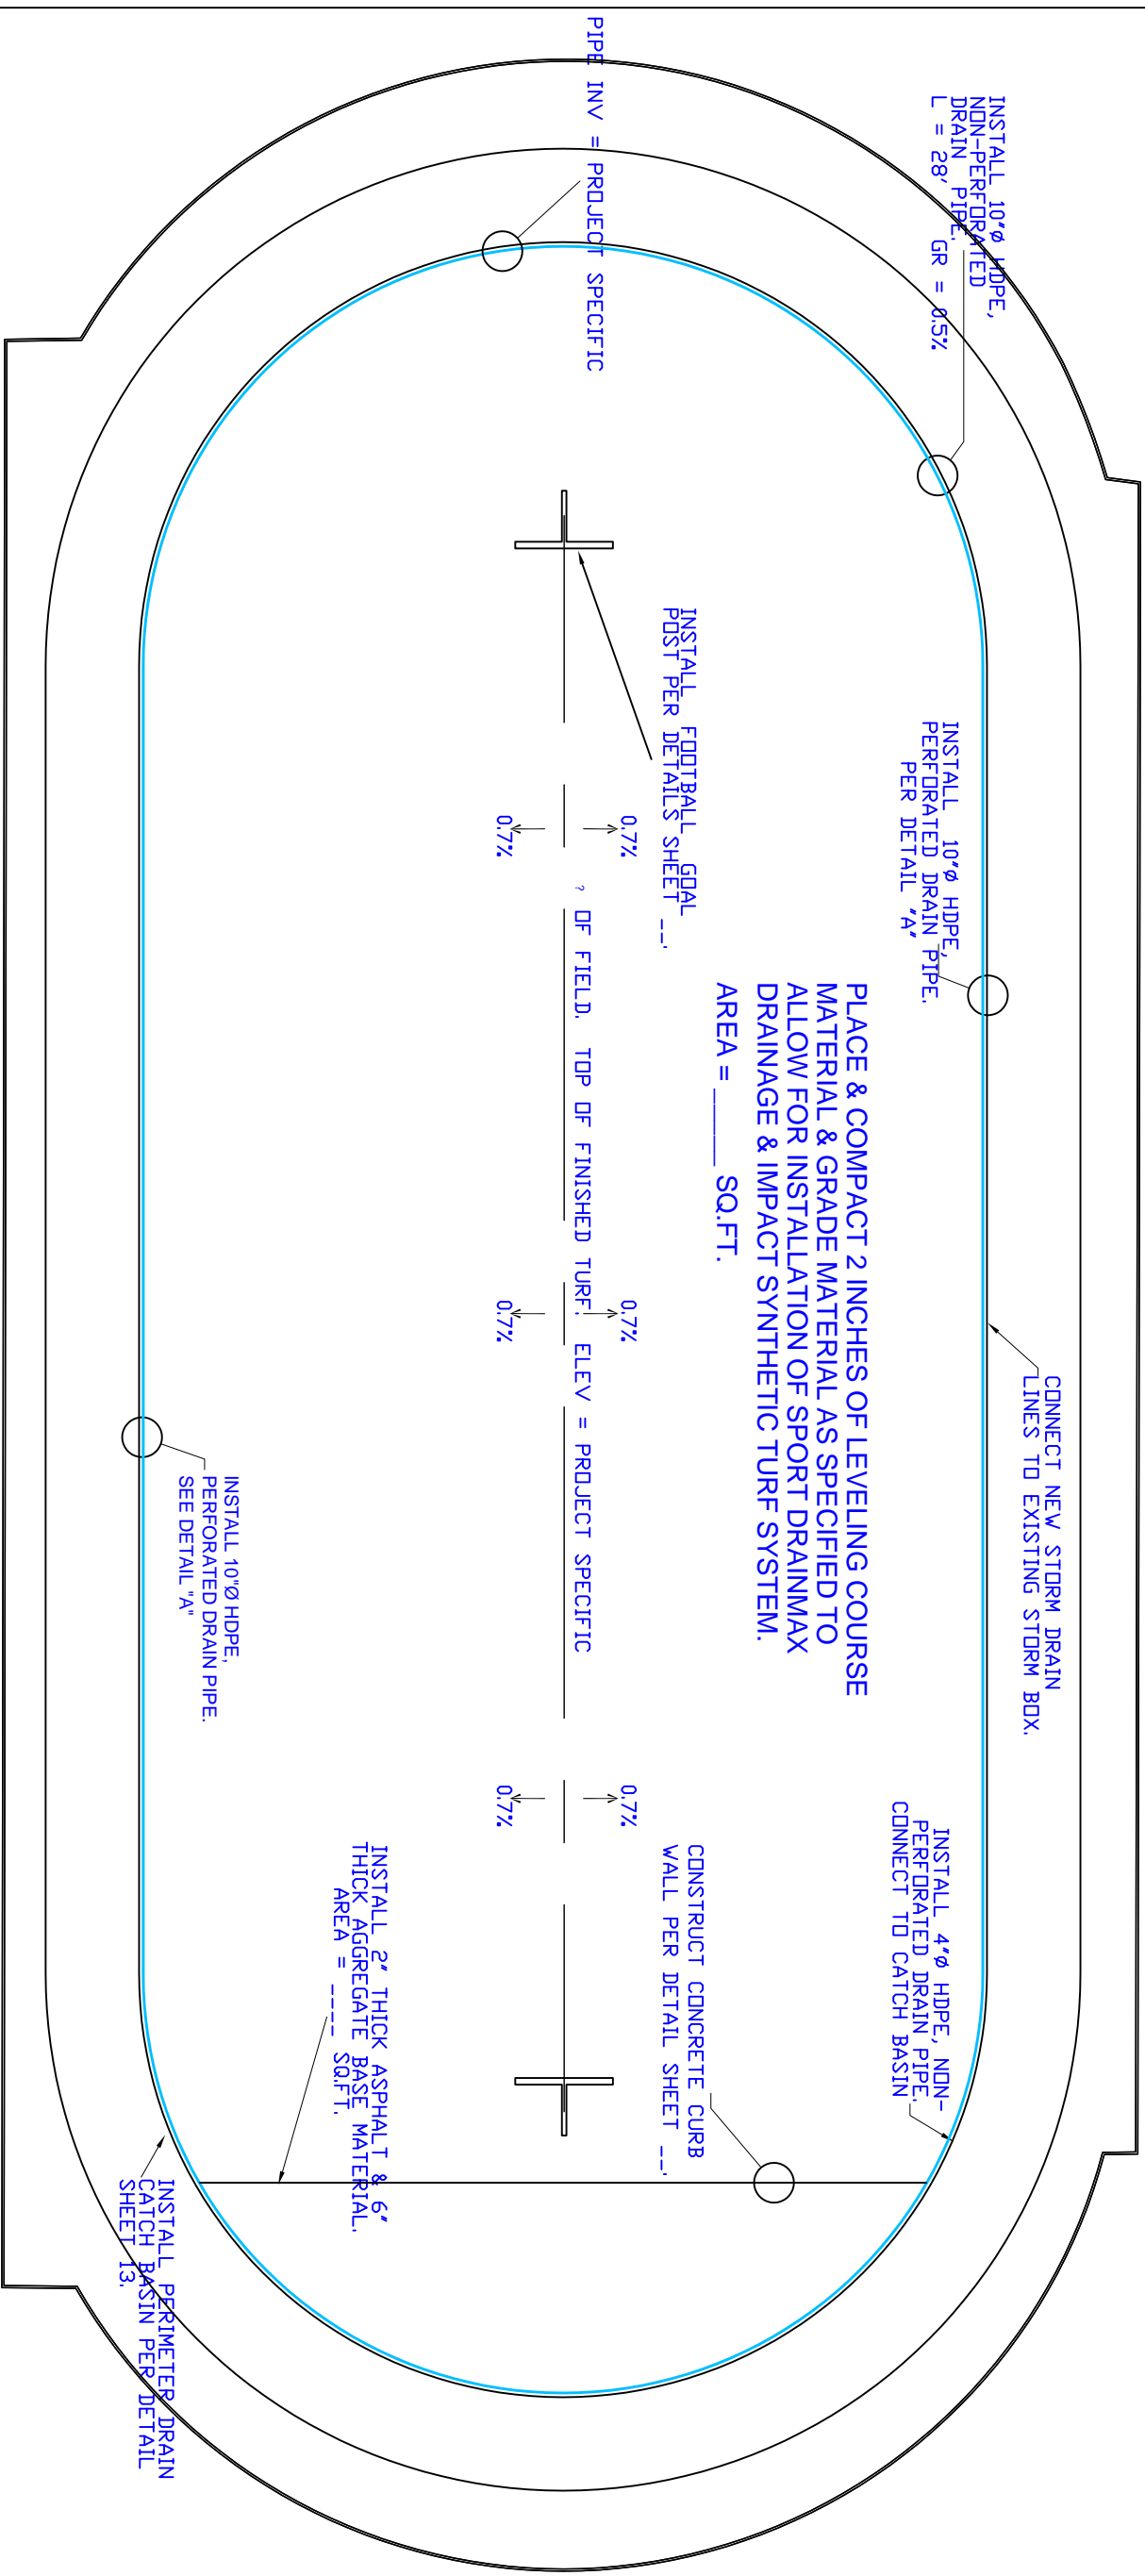 INSTALL 10"Ø HDPE,
NON-PERFORATED
DRAIN PIPE.
L = 28' GR = 0.5%
PIPE INV = PROJECT SPECIFIC
INSTALL 10"Ø HDPE,
PERFORATED DRAIN PIPE.
PER DETAIL "A"
CONNECT NEW STORM DRAIN
LINES TO EXISTING STORM BOX.
INSTALL 4"Ø HDPE, NON-
PERFORATED DRAIN PIPE.
CONNECT TO CATCH BASIN
INSTALL FOOTBALL GOAL
POST PER DETAILS SHEET __.
PLACE & COMPACT 2 INCHES OF LEVELING COURSE
MATERIAL & GRADE MATERIAL AS SPECIFIED TO
ALLOW FOR INSTALLATION OF SPORT DRAINMAX
DRAINAGE & IMPACT SYNTHETIC TURF SYSTEM.
AREA = _____ SQ.FT.
CONSTRUCT CONCRETE CURB
WALL PER DETAIL SHEET __.
0.7%
0.7%
0.7%
? OF FIELD. TOP OF FINISHED TURF. ELEV = PROJECT SPECIFIC
0.7%
0.7%
0.7%
INSTALL 2" THICK ASPHALT & 6"
THICK AGGREGATE BASE MATERIAL.
AREA = ____ SQ.FT.
INSTALL 10"Ø HDPE,
PERFORATED DRAIN PIPE.
SEE DETAIL "A"
INSTALL PERIMETER DRAIN
CATCH BASIN PER DETAIL
SHEET 13.